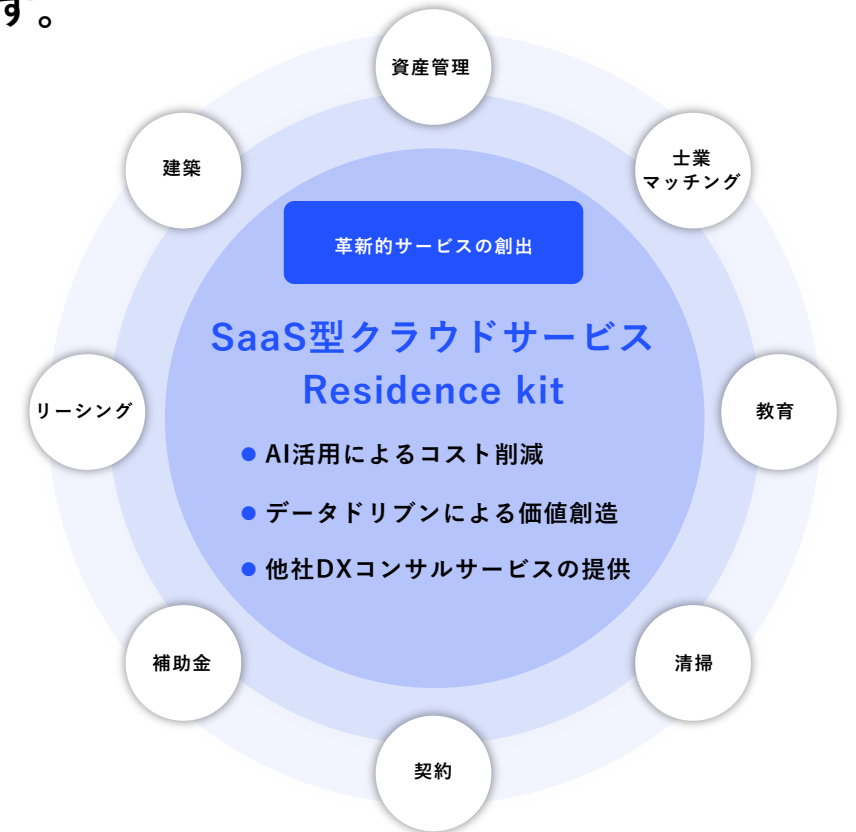 す。
資産管理
建築
士業
マッチング
革新的サービスの創出
SaaS型クラウドサービス
Residence kit
リーシング
教育
AI活用によるコスト削減
データドリブンによる価値創造
他社DXコンサルサービスの提供
補助金
清掃
契約